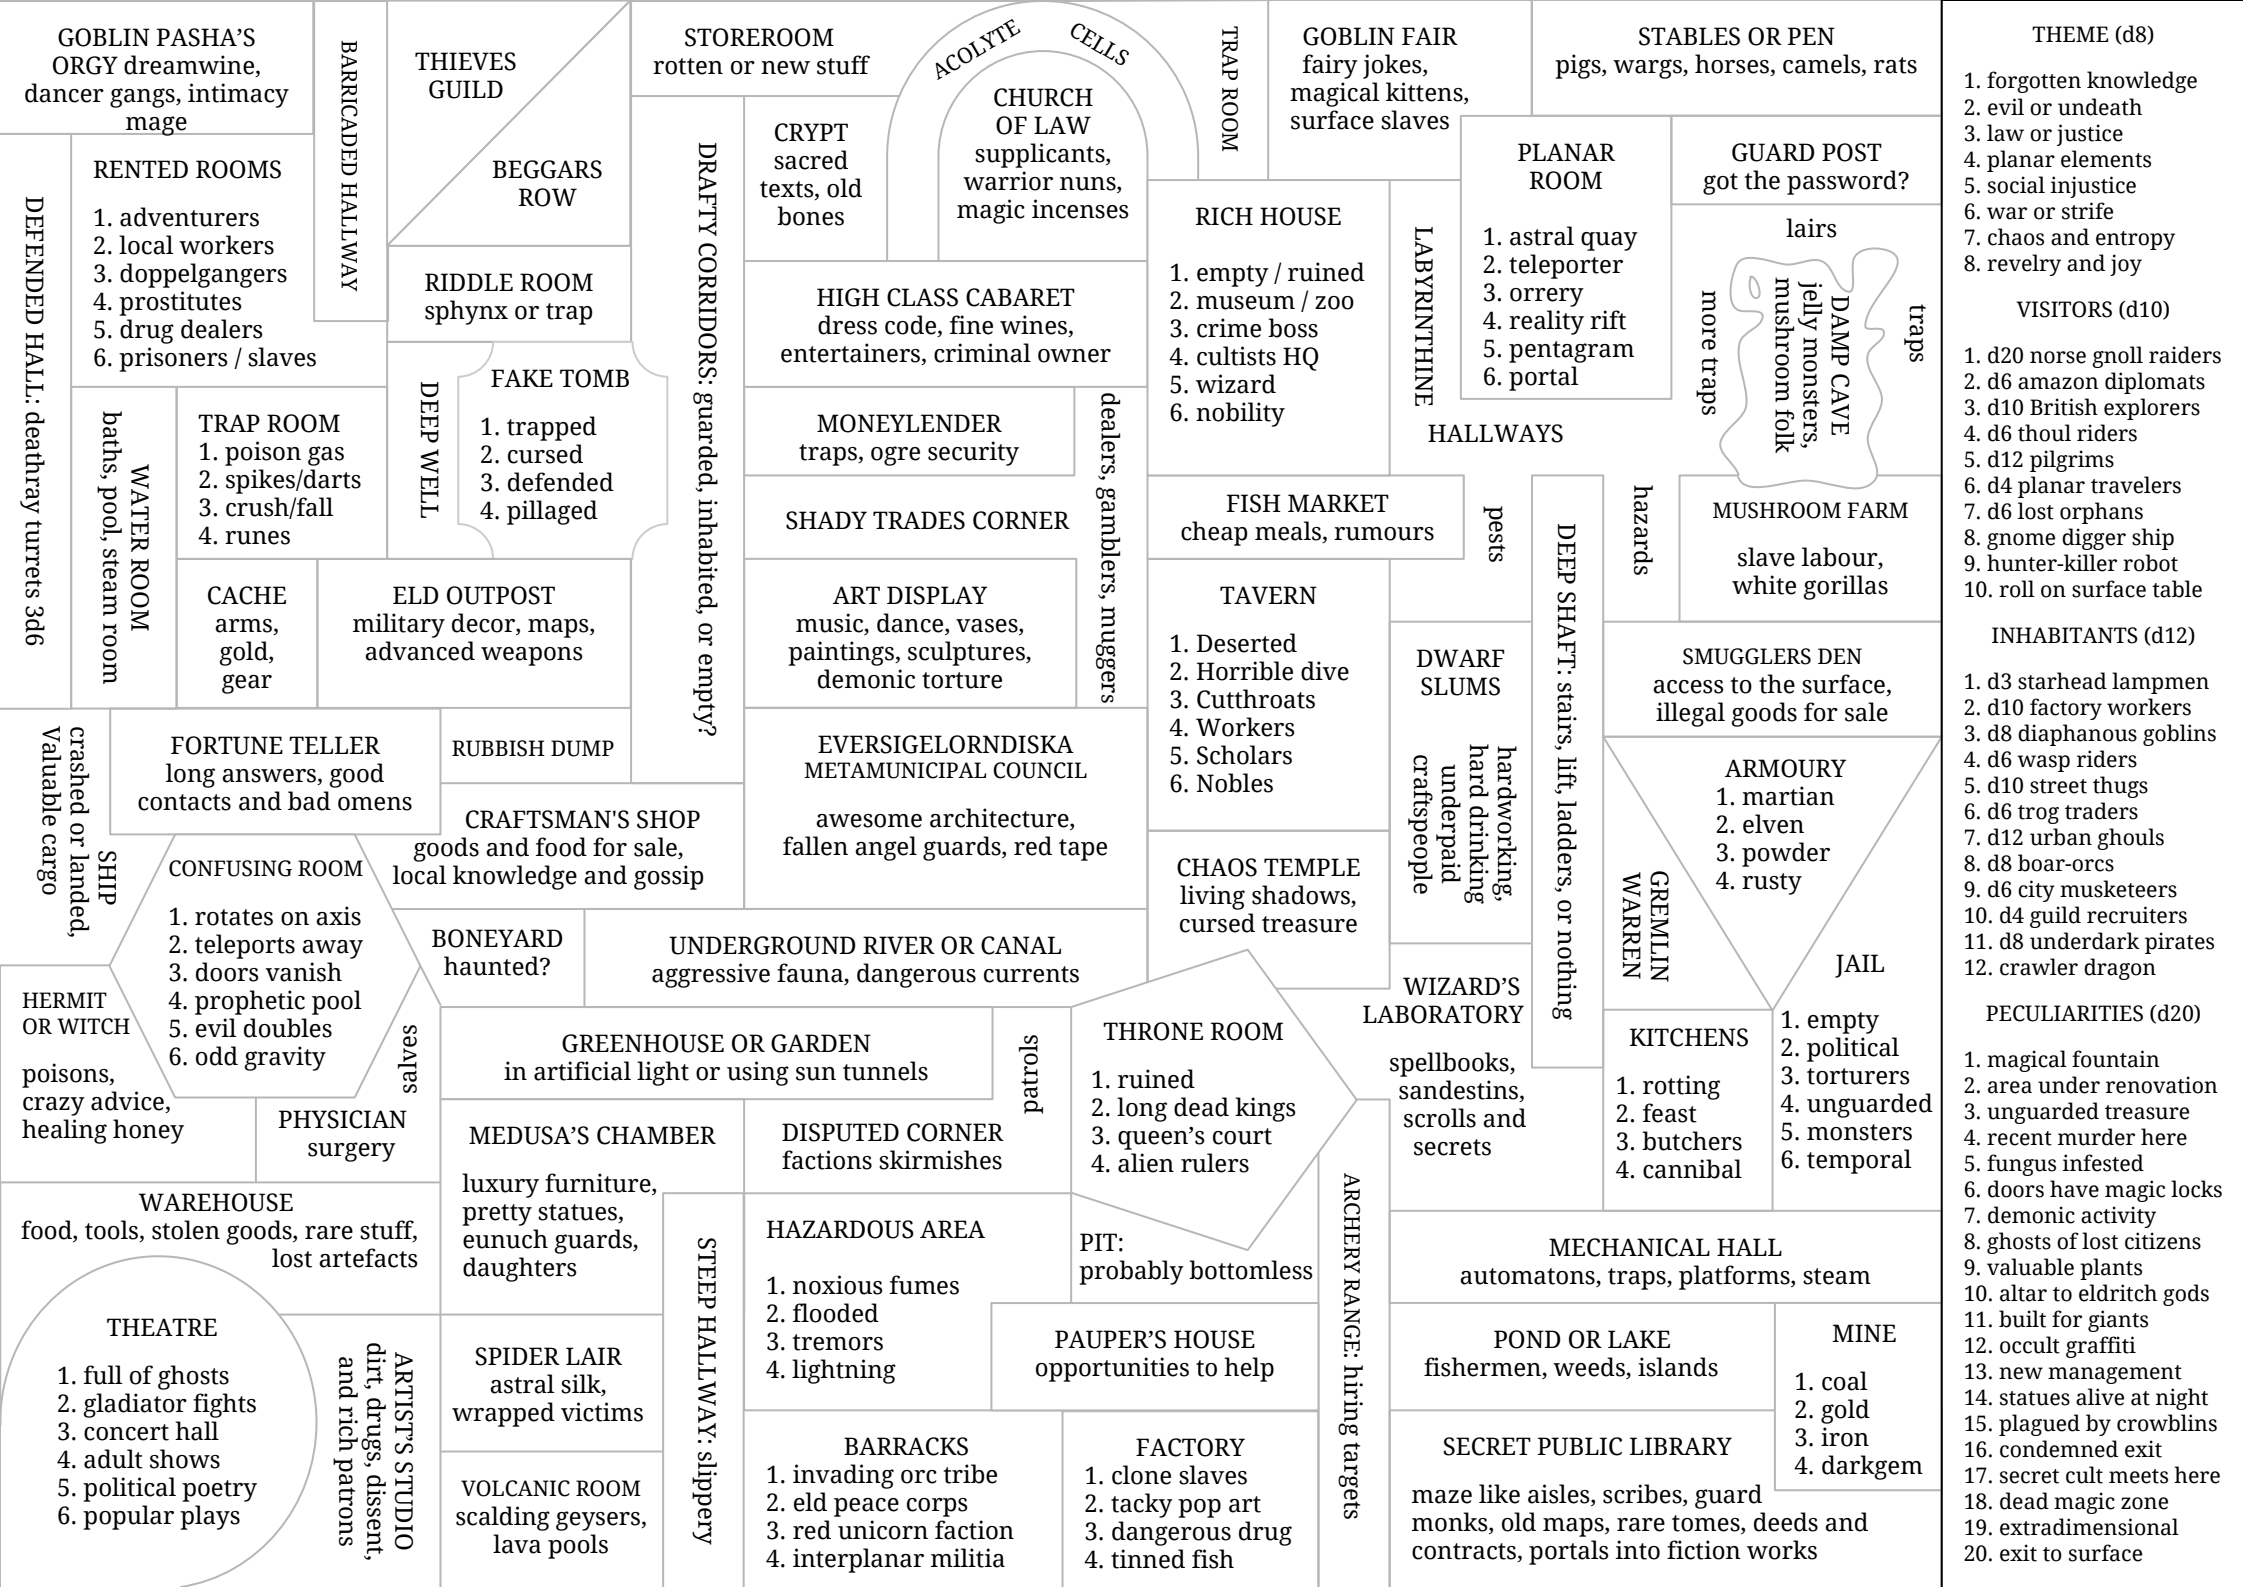 GOBLIN PASHA’S
ORGY dreamwine,
dancer gangs, intimacy
mage
BARRICADED HALLWAY
THIEVES
GUILD
BEGGARS
ROW
STOREROOM
rotten or new stuff
ACOLYTE CELLS
CHURCH
OF LAW
supplicants,
warrior nuns,
magic incenses
TRAP ROOM
GOBLIN FAIR
fairy jokes,
magical kittens,
surface slaves
STABLES OR PEN
pigs, wargs, horses, camels, rats
DEFENDED HALL: deathray turrets 3d6
RENTED ROOMS
1. adventurers
2. local workers
3. doppelgangers
4. prostitutes
5. drug dealers
6. prisoners / slaves
RIDDLE ROOM
sphynx or trap
DRAFTY CORRIDORS: guarded, inhabited, or empty?
CRYPT
sacred
texts, old
bones
HIGH CLASS CABARET
dress code, fine wines,
entertainers, criminal owner
RICH HOUSE
1. empty / ruined
2. museum / zoo
3. crime boss
4. cultists HQ
5. wizard
6. nobility
LABYRINTHINE
HALLWAYS
PLANAR
ROOM
1. astral quay
2. teleporter
3. orrery
4. reality rift
5. pentagram
6. portal
GUARD POST
got the password?
lairs
more traps
traps
DAMP CAVE
jelly monsters,
mushroom folk
pests
hazards
WATER ROOM
baths, pool, steam room
TRAP ROOM
1. poison gas
2. spikes/darts
3. crush/fall
4. runes
DEEP WELL
FAKE TOMB
1. trapped
2. cursed
3. defended
4. pillaged
MONEYLENDER
traps, ogre security
SHADY TRADES CORNER
dealers, gamblers, muggers
FISH MARKET
cheap meals, rumours
DEEP SHAFT: stairs, lift, ladders, or nothing
MUSHROOM FARM
slave labour,
white gorillas
CACHE
arms,
gold,
gear
ELD OUTPOST
military decor, maps,
advanced weapons
ART DISPLAY
music, dance, vases,
paintings, sculptures,
demonic torture
TAVERN
1. Deserted
2. Horrible dive
3. Cutthroats
4. Workers
5. Scholars
6. Nobles
DWARF
SLUMS
hardworking,
hard drinking
underpaid
craftspeople
SMUGGLERS DEN
access to the surface,
illegal goods for sale
SHIP
crashed or landed,
Valuable cargo
FORTUNE TELLER
long answers, good
contacts and bad omens
RUBBISH DUMP
CRAFTSMAN'S SHOP
goods and food for sale,
local knowledge and gossip
EVERSIGELORNDISKA
METAMUNICIPAL COUNCIL
awesome architecture,
fallen angel guards, red tape
CHAOS TEMPLE
living shadows,
cursed treasure
ARMOURY
1. martian
2. elven
3. powder
4. rusty
GREMLIN
WARREN
JAIL
1. empty
2. political
3. torturers
4. unguarded
5. monsters
6. temporal
CONFUSING ROOM
1. rotates on axis
2. teleports away
3. doors vanish
4. prophetic pool
5. evil doubles
6. odd gravity
BONEYARD
haunted?
UNDERGROUND RIVER OR CANAL
aggressive fauna, dangerous currents
HERMIT
OR WITCH
poisons,
crazy advice,
healing honey
salves
PHYSICIAN
surgery
GREENHOUSE OR GARDEN
in artificial light or using sun tunnels
patrols
DISPUTED CORNER
factions skirmishes
THRONE ROOM
1. ruined
2. long dead kings
3. queen’s court
4. alien rulers
WIZARD’S
LABORATORY
spellbooks,
sandestins,
scrolls and
secrets
KITCHENS
1. rotting
2. feast
3. butchers
4. cannibal
WAREHOUSE
food, tools, stolen goods, rare stuff,
lost artefacts
MEDUSA’S CHAMBER
luxury furniture,
pretty statues,
eunuch guards,
daughters
STEEP HALLWAY: slippery
HAZARDOUS AREA
1. noxious fumes
2. flooded
3. tremors
4. lightning
PIT:
probably bottomless
ARCHERY RANGE: hiring targets
MECHANICAL HALL
automatons, traps, platforms, steam
THEATRE
1. full of ghosts
2. gladiator fights
3. concert hall
4. adult shows
5. political poetry
6. popular plays
ARTIST’S STUDIO
dirt, drugs, dissent,
and rich patrons
SPIDER LAIR
astral silk,
wrapped victims
VOLCANIC ROOM
scalding geysers,
lava pools
PAUPER’S HOUSE
opportunities to help
BARRACKS
1. invading orc tribe
2. eld peace corps
3. red unicorn faction
4. interplanar militia
FACTORY
1. clone slaves
2. tacky pop art
3. dangerous drug
4. tinned fish
POND OR LAKE
fishermen, weeds, islands
MINE
1. coal
2. gold
3. iron
4. darkgem
SECRET PUBLIC LIBRARY
maze like aisles, scribes, guard
monks, old maps, rare tomes, deeds and
contracts, portals into fiction works
THEME (d8)
1. forgotten knowledge
2. evil or undeath
3. law or justice
4. planar elements
5. social injustice
6. war or strife
7. chaos and entropy
8. revelry and joy
VISITORS (d10)
1. d20 norse gnoll raiders
2. d6 amazon diplomats
3. d10 British explorers
4. d6 thoul riders
5. d12 pilgrims
6. d4 planar travelers
7. d6 lost orphans
8. gnome digger ship
9. hunter-killer robot
10. roll on surface table
INHABITANTS (d12)
1. d3 starhead lampmen
2. d10 factory workers
3. d8 diaphanous goblins
4. d6 wasp riders
5. d10 street thugs
6. d6 trog traders
7. d12 urban ghouls
8. d8 boar-orcs
9. d6 city musketeers
10. d4 guild recruiters
11. d8 underdark pirates
12. crawler dragon
PECULIARITIES (d20)
1. magical fountain
2. area under renovation
3. unguarded treasure
4. recent murder here
5. fungus infested
6. doors have magic locks
7. demonic activity
8. ghosts of lost citizens
9. valuable plants
10. altar to eldritch gods
11. built for giants
12. occult graffiti
13. new management
14. statues alive at night
15. plagued by crowblins
16. condemned exit
17. secret cult meets here
18. dead magic zone
19. extradimensional
20. exit to surface